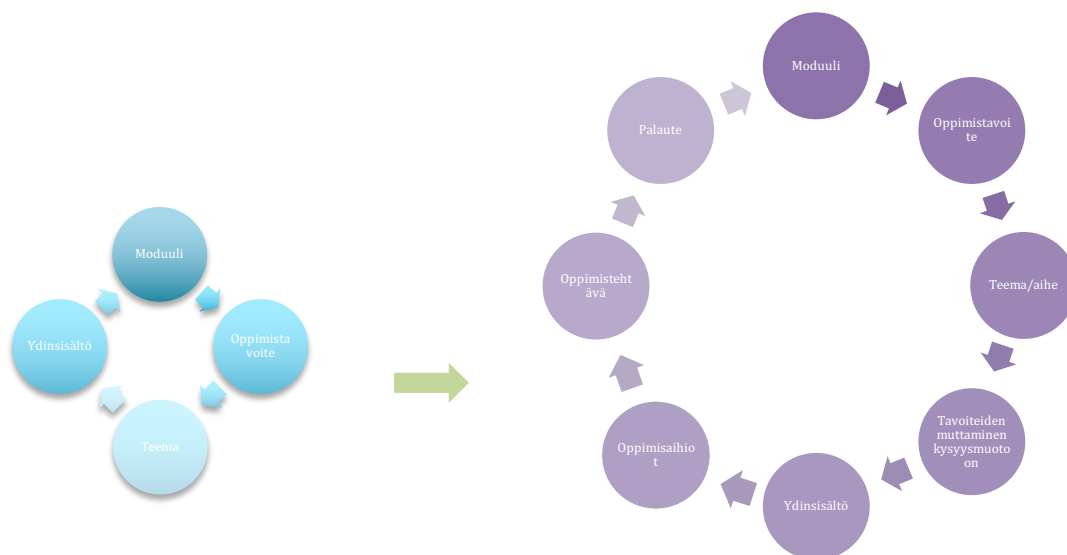 Moduuli
Oppimista
voite
Teema
Ydinsisältö
Moduuli
Oppimistavoi
te
Teema/aihe
Tavoiteiden
muttaminen
kysyysmuoto
on
Ydinsisältö
Oppimisaihio
t
Oppimisteht
ävä
Palaute